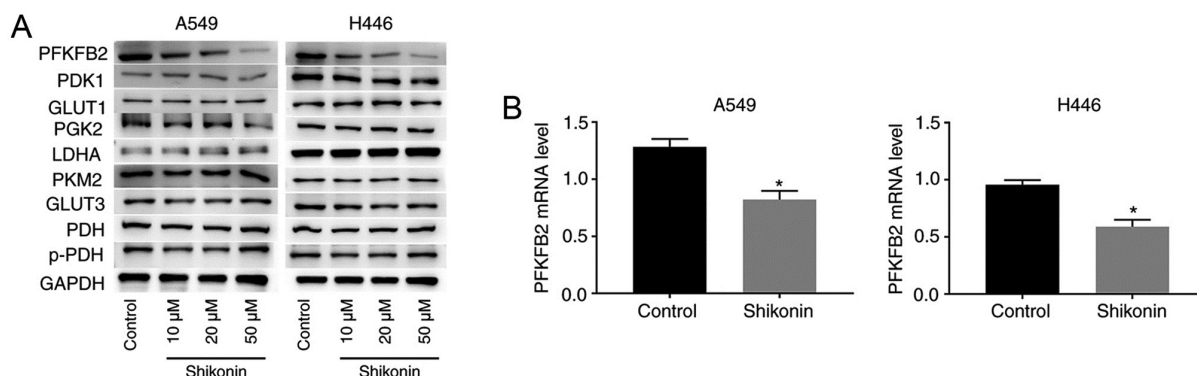 A
A549
H446
PFKFB2
PDK1
GLUT1
PGK2
LDHA
PKM2
GLUT3
PDH
p-PDH
GAPDH
Control
10 µM
20 µM
50 µM
Shikonin
Control
10 µM
20 µM
50 µM
Shikonin
B
A549
PFKFB2 mRNA level
1.5
1.0
0.5
0.0
*
Control
Shikonin
H446
PFKFB2 mRNA level
1.5
1.0
0.5
0.0
*
Control
Shikonin